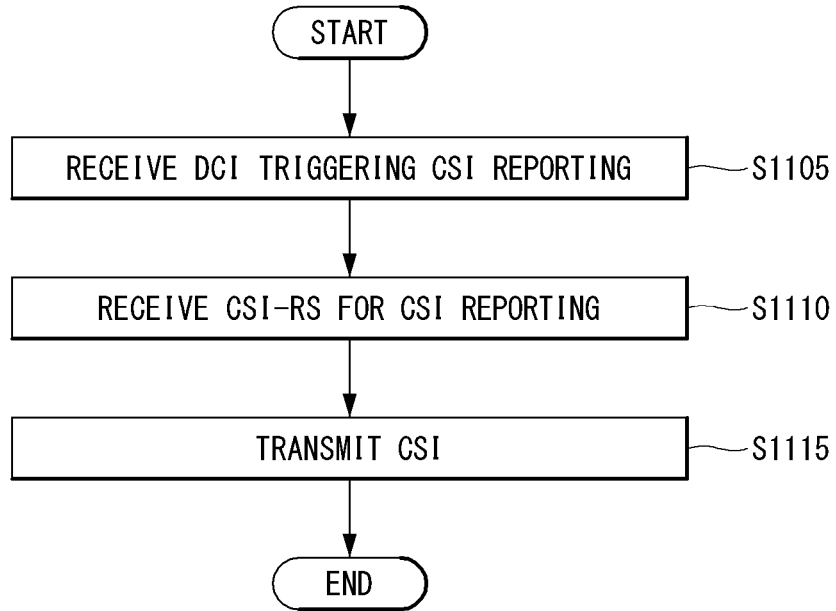 START
RECEIVE DCI TRIGGERING CSI REPORTING
S1105
RECEIVE CSI-RS FOR CSI REPORTING
S1110
TRANSMIT CSI
S1115
END